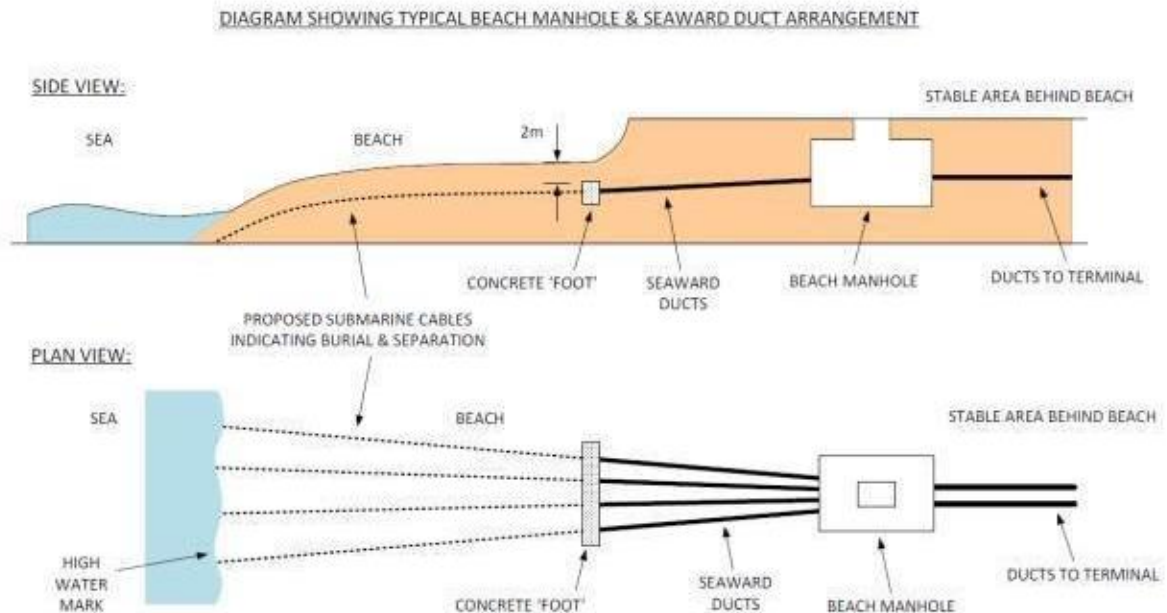 DIAGRAM SHOWING TYPICAL BEACH MANHOLE & SEAWARD DUCT ARRANGEMENT
SIDE VIEW:
STABLE AREA BEHIND BEACH
SEA
BEACH
2m
CONCRETE 'FOOT'
SEAWARD
DUCTS
BEACH MANHOLE
DUCTS TO TERMINAL
PROPOSED SUBMARINE CABLES
INDICATING BURIAL & SEPARATION
PLAN VIEW:
SEA
BEACH
STABLE AREA BEHIND BEACH
HIGH
WATER
MARK
CONCRETE 'FOOT'
SEAWARD
DUCTS
BEACH MANHOLE
DUCTS TO TERMINAL